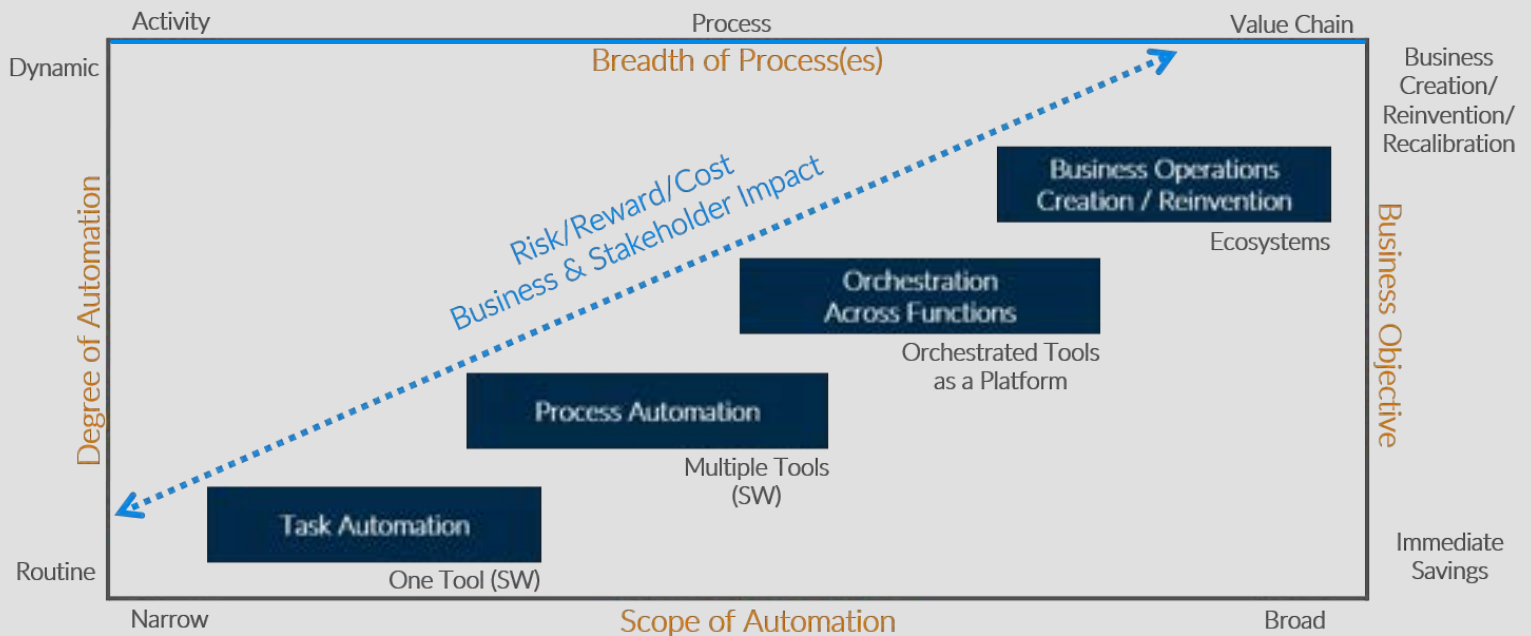 Activity
Process
Value Chain
Breadth of Process(es)
Dynamic
Business
Creation/
Reinvention/
Recalibration
Degree of Automation
Risk/Reward/Cost
Business & Stakeholder Impact
Business Operations
Creation / Reinvention
Ecosystems
Business Objective
Orchestration
Across Functions
Orchestrated Tools
as a Platform
Process Automation
Multiple Tools
(SW)
Task Automation
One Tool (SW)
Routine
Immediate
Savings
Narrow
Scope of Automation
Broad